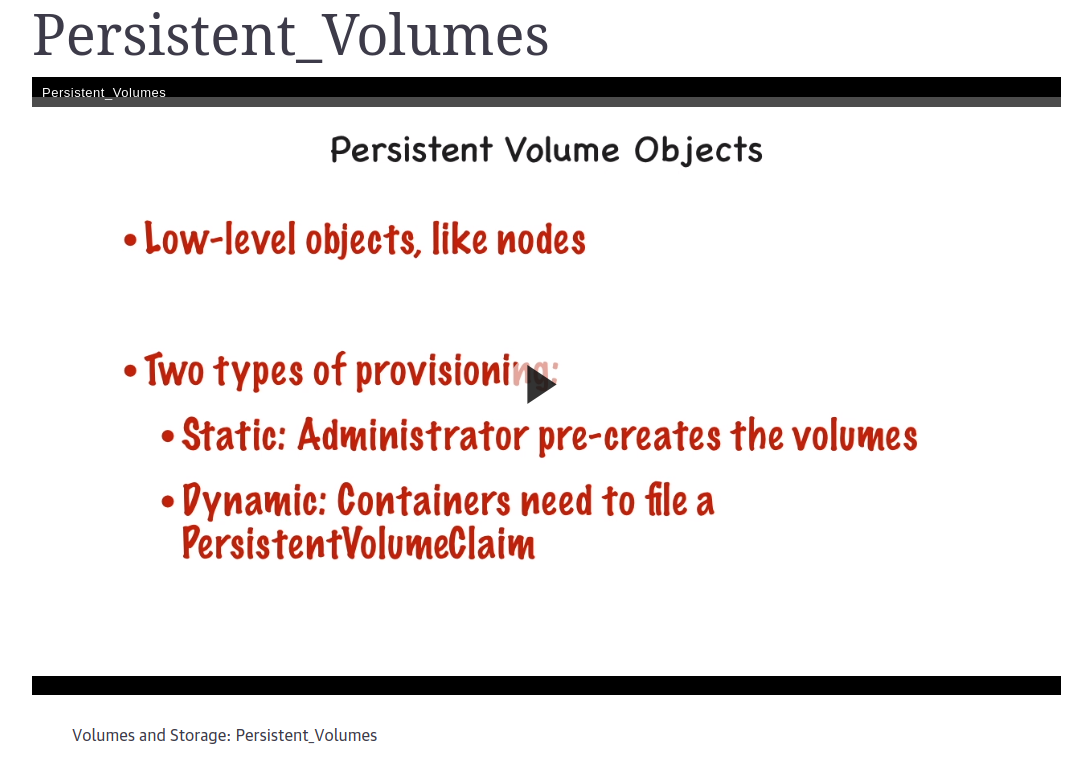 Persistent_Volumes
Persistent_Volumes
Persistent Volume Objects
• Low-level objects, like nodes
• Two types of provisioning:
• Static: Administrator pre-creates the volumes
• Dynamic: Containers need to file a
PersistentVolumeClaim
Volumes and Storage: Persistent_Volumes